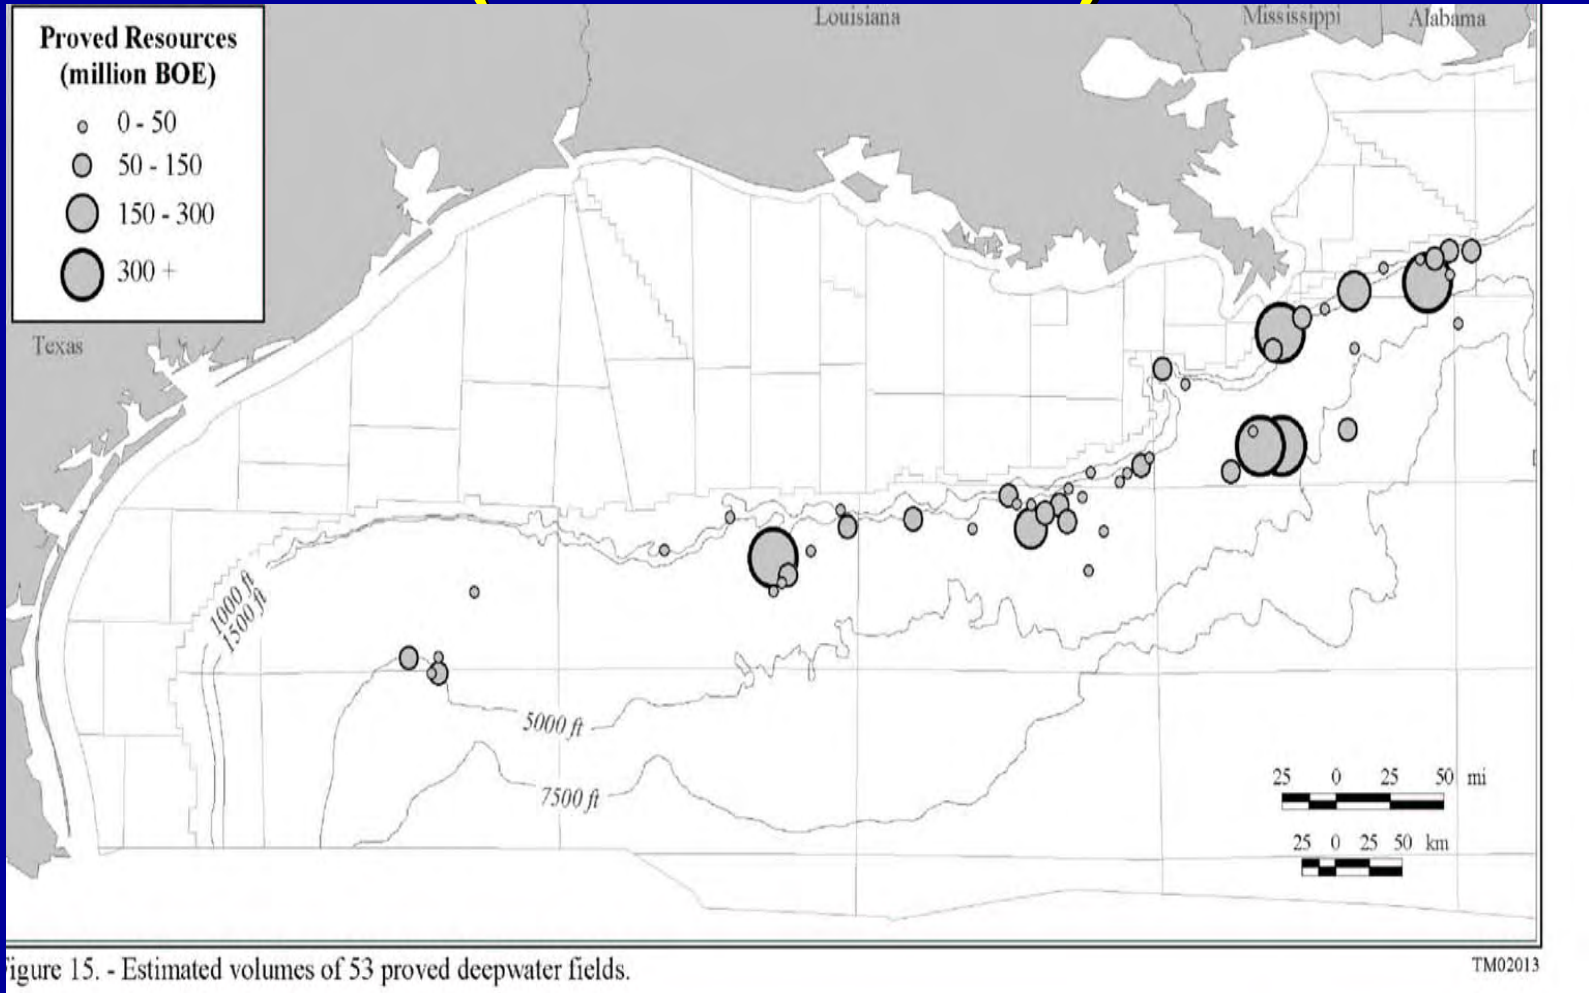 Louisiana
Mississippi
Alabama
Proved Resources
(million BOE)
0 - 50
50 - 150
150 - 300
300 +
Texas
1000 ft
1500 ft
5000 ft
7500 ft
25 0 25 50 mi
25 0 25 50 km
igure 15. - Estimated volumes of 53 proved deepwater fields.
TM02013